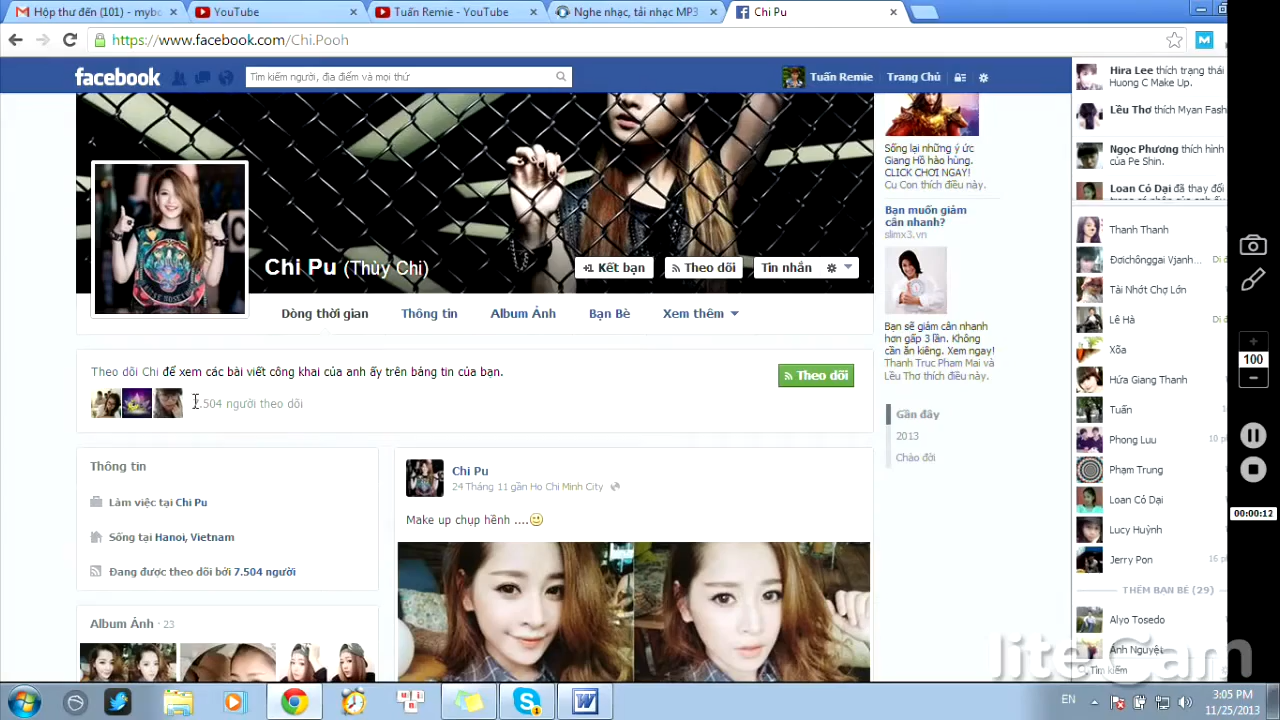 Hộp thư đến (101) - mybc
YouTube
Tuấn Remie - YouTube
Nghe nhạc, tải nhạc MP3
Chi Pu
https://www.facebook.com/Chi.Pooh
facebook
Tìm kiếm người, địa điểm và mọi thứ
Tuấn Remie
Trang Chủ
Chi Pu (Thùy Chi)
+1 Kết bạn
Theo dõi
Tin nhắn
Dòng thời gian
Thông tin
Album Ảnh
Bạn Bè
Xem thêm
Theo dõi Chi để xem các bài viết công khai của anh ấy trên bảng tin của bạn.
Theo dõi
.504 người theo dõi
Thông tin
Làm việc tại Chi Pu
Sống tại Hanoi, Vietnam
Đang được theo dõi bởi 7.504 người
Album Ảnh · 23
Chi Pu
24 Tháng 11 gần Ho Chi Minh City
Make up chụp hềnh ....
Sống lại những ý ức
Giang Hồ hào hùng.
CLICK CHƠI NGAY!
Cu Con thích điều này.
Bạn muốn giảm
cân nhanh?
slimx3.vn
Bạn sẽ giảm cân nhanh
hơn gấp 3 lần. Không
cần ăn kiêng. Xem ngay!
Thanh Truc Pham Mai và
Lều Thơ thích điều này.
Gần đây
2013
Chào đời
Hira Lee thích trạng thái
Huong C Make Up.
Lều Thơ thích Myan Fash
Ngọc Phương thích hình
của Pe Shin.
Loan Cỏ Dại đã thay đổi
Thanh Thanh
Đơichônggai Vjanh...
Di đ
Tài Nhớt Chợ Lớn
Lê Hà
Di đ
Xõa
Hứa Giang Thanh
Tuấn
Phong Luu
10 p
Phạm Trung
Loan Cỏ Dại
Lucy Huỳnh
Jerry Pon
16 p
THÊM BẠN BÈ (29)
Alyo Tosedo
Ánh Nguyệt
Tìm kiếm
100
00:00:12
liteCam
EN
3:05 PM
11/25/2013